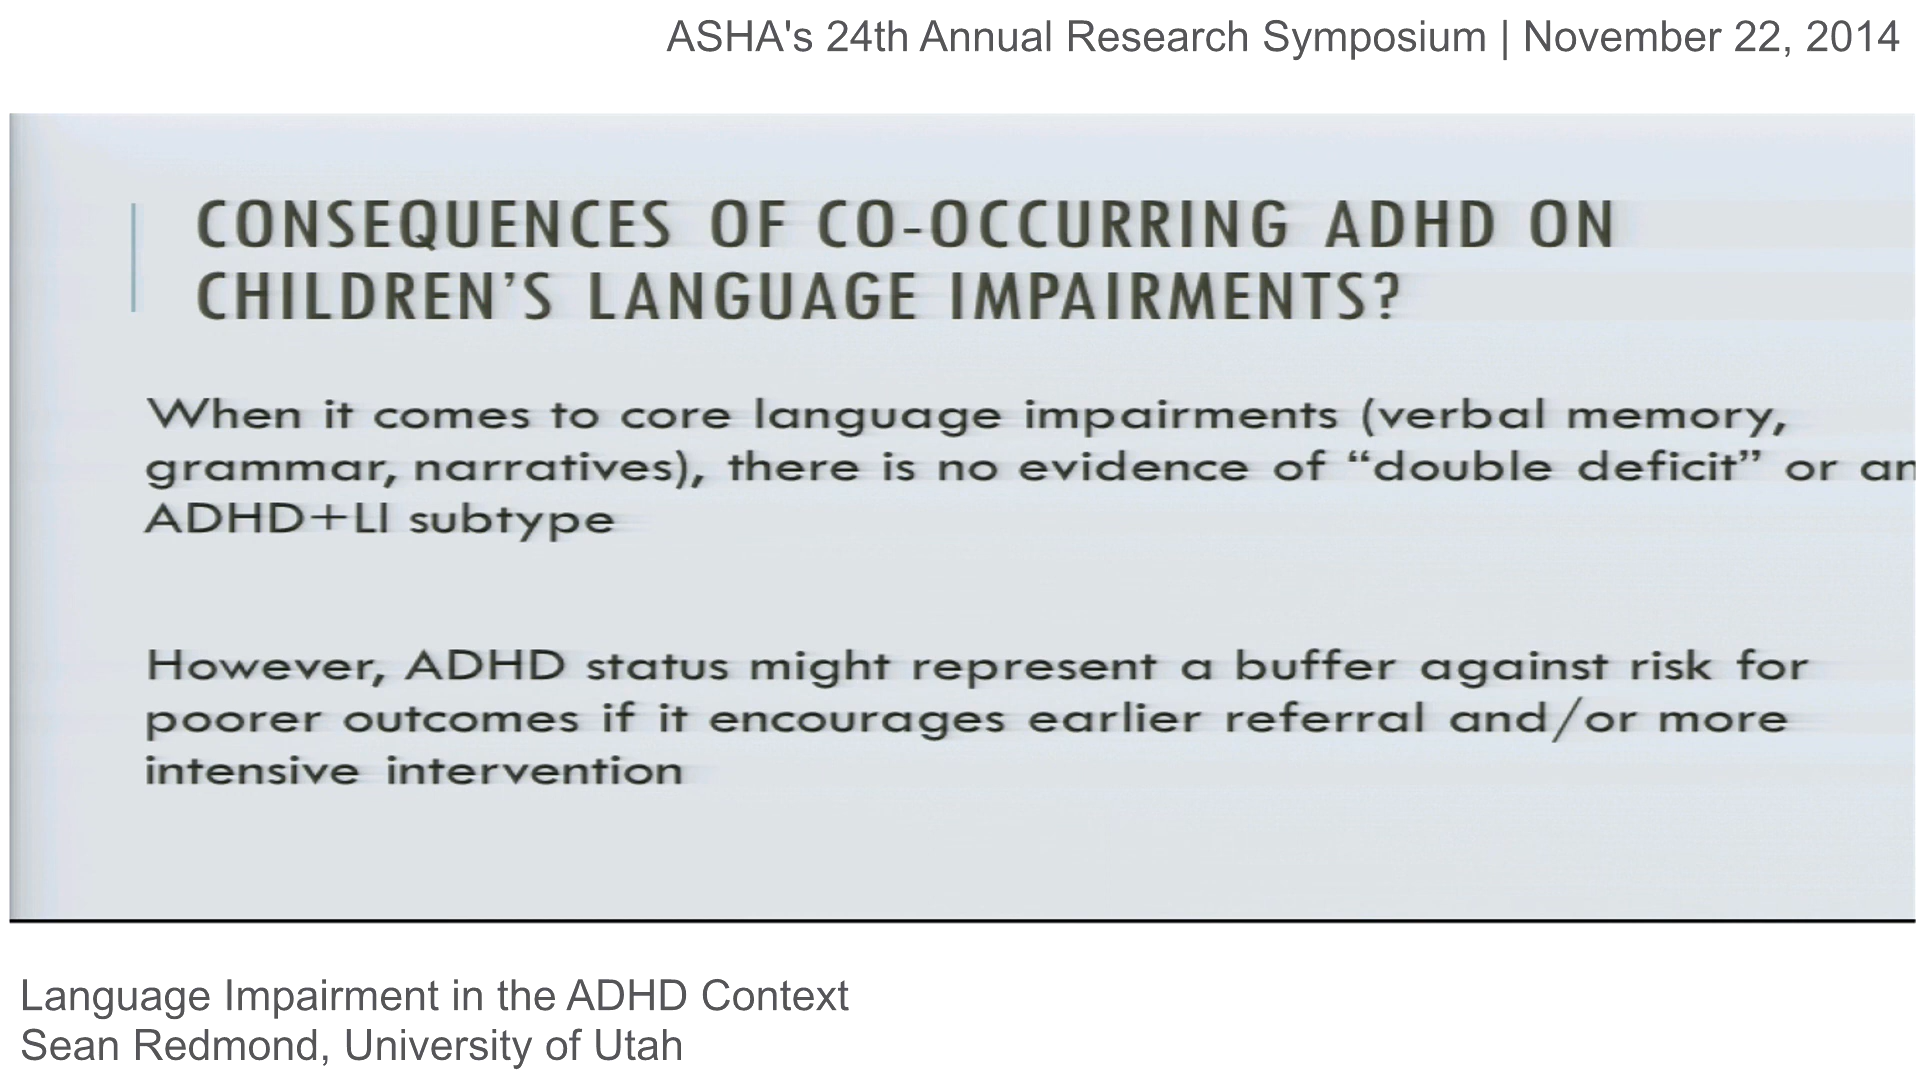 ASHA's 24th Annual Research Symposium | November 22, 2014
CONSEQUENCES OF CO-OCCURRING ADHD ON
CHILDREN’S LANGUAGE IMPAIRMENTS?
When it comes to core language impairments (verbal memory,
grammar, narratives), there is no evidence of “double deficit” or an
ADHD+LI subtype
However, ADHD status might represent a buffer against risk for
poorer outcomes if it encourages earlier referral and/or more
intensive intervention
Language Impairment in the ADHD Context
Sean Redmond, University of Utah